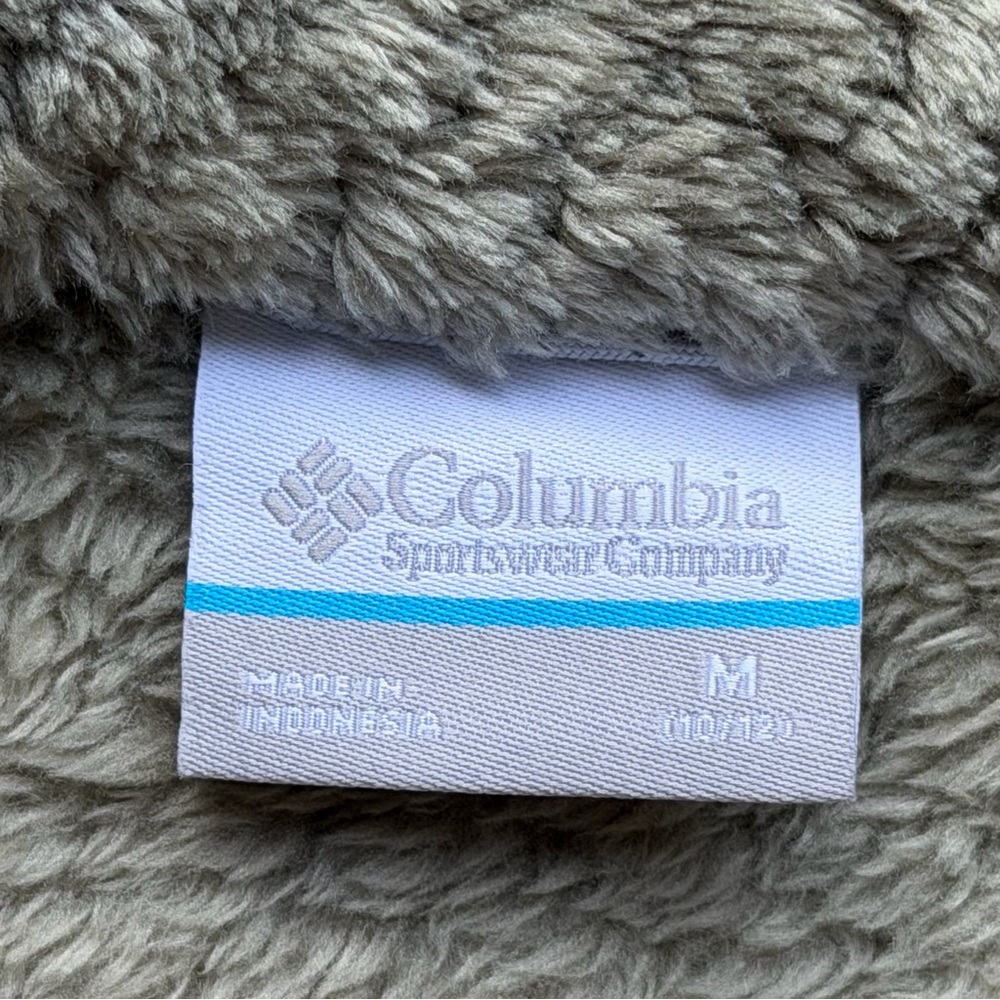 Columbia
Sportswear Company
MADE IN
INDONESIA
M
(10/12)